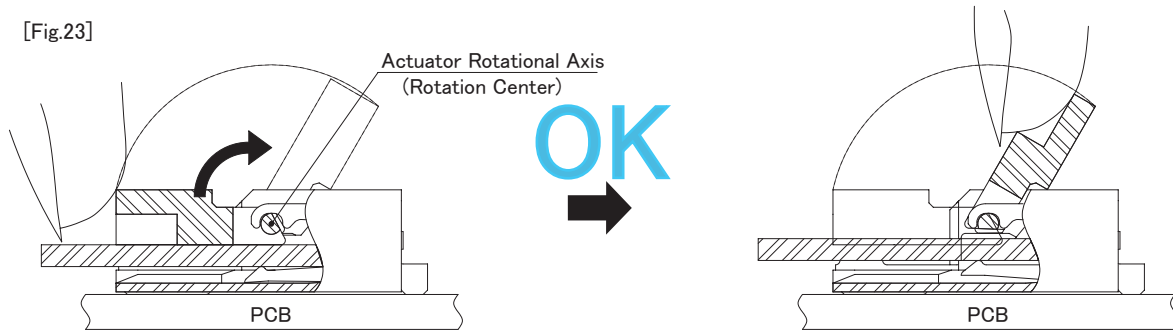 [Fig.23]
Actuator Rotational Axis
(Rotation Center)
OK
PCB
PCB